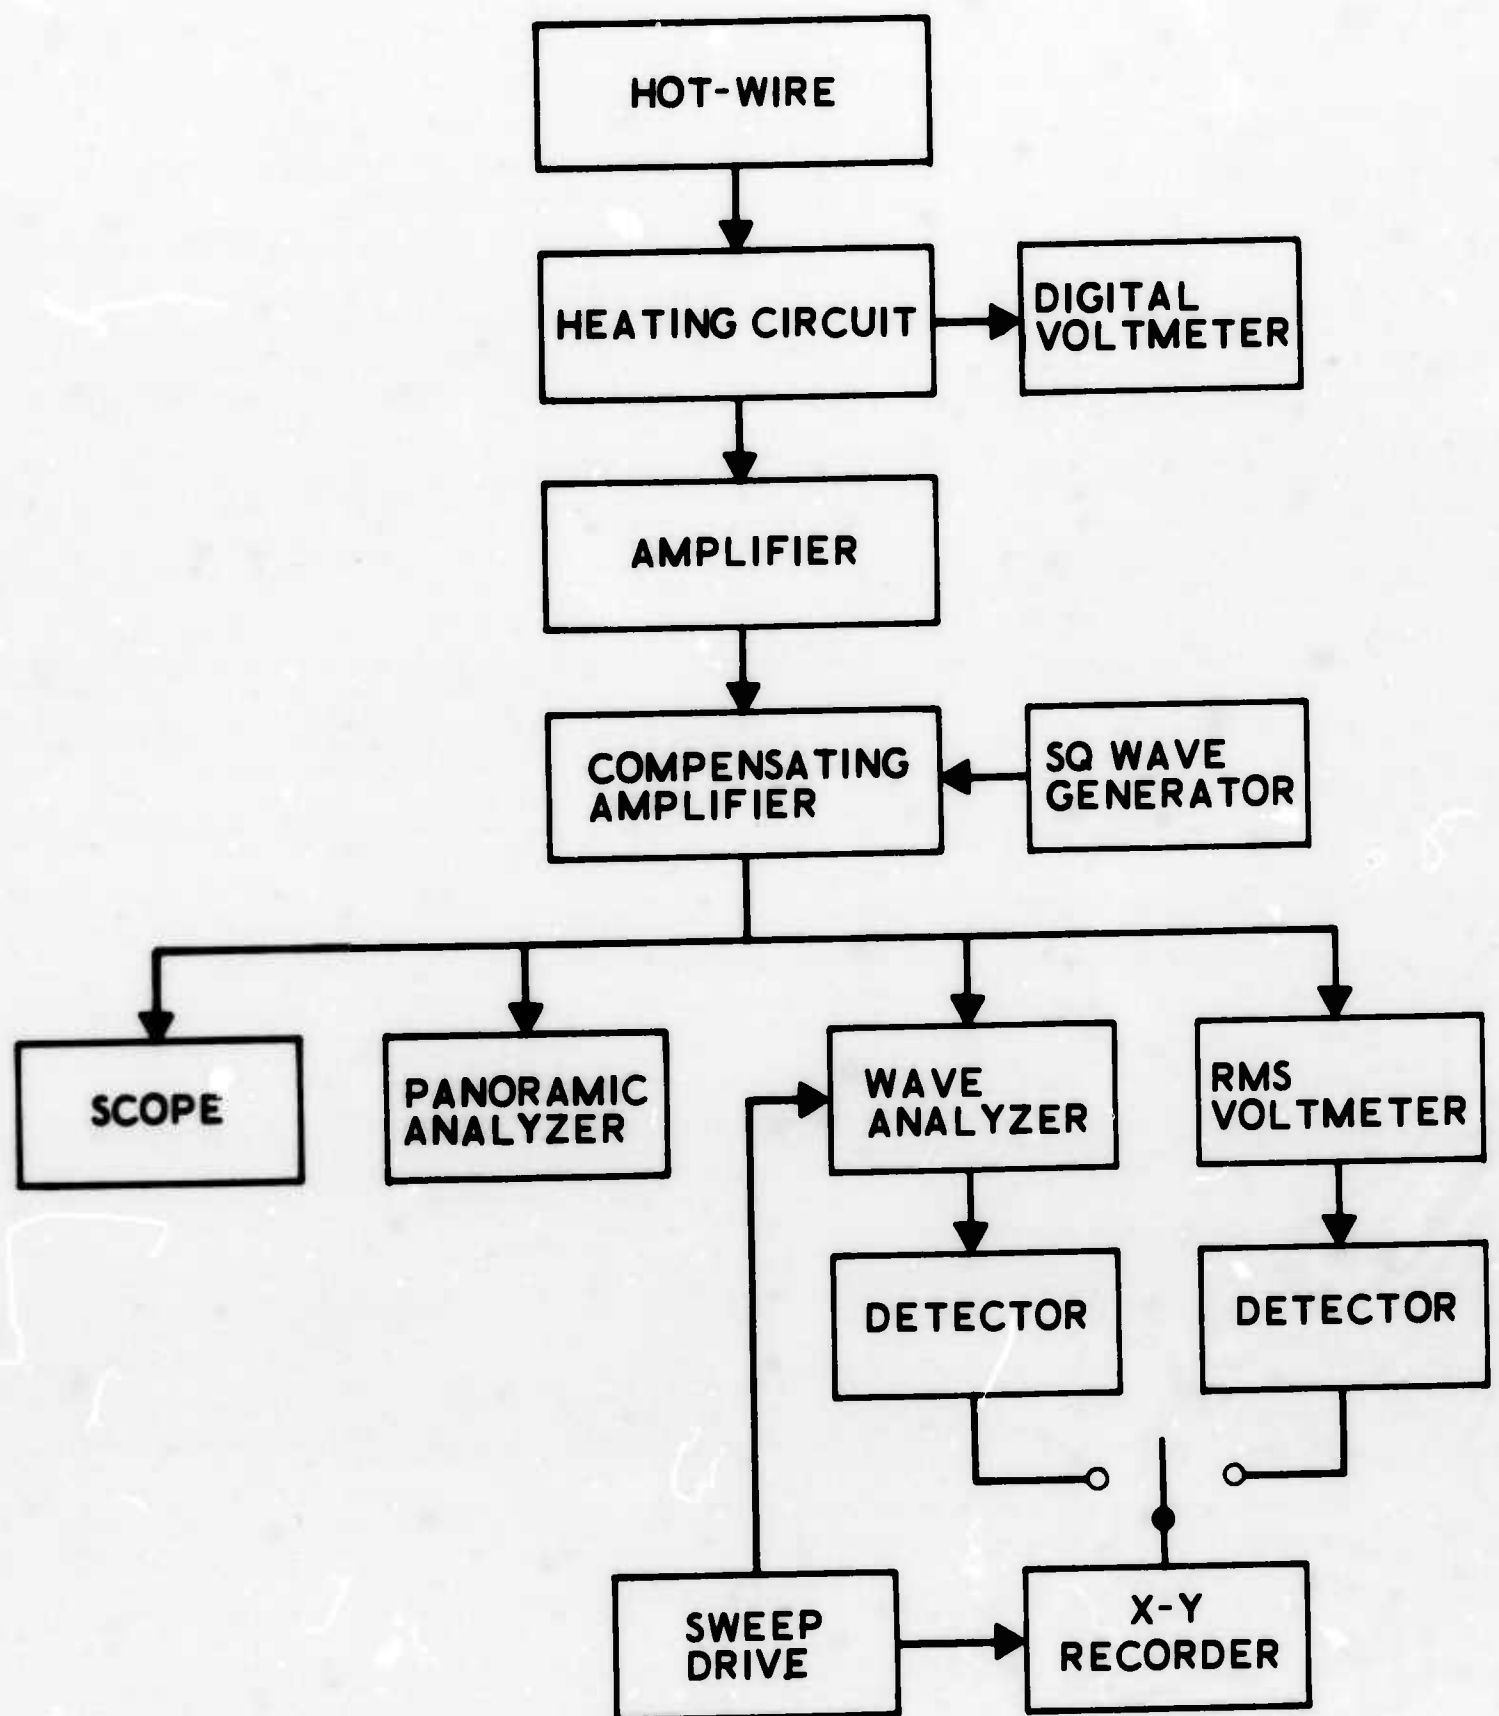 HOT-WIRE
HEATING CIRCUIT
DIGITAL
VOLTMETER
AMPLIFIER
COMPENSATING
AMPLIFIER
SQ WAVE
GENERATOR
SCOPE
PANORAMIC
ANALYZER
WAVE
ANALYZER
RMS
VOLTMETER
DETECTOR
DETECTOR
SWEEP
DRIVE
X-Y
RECORDER